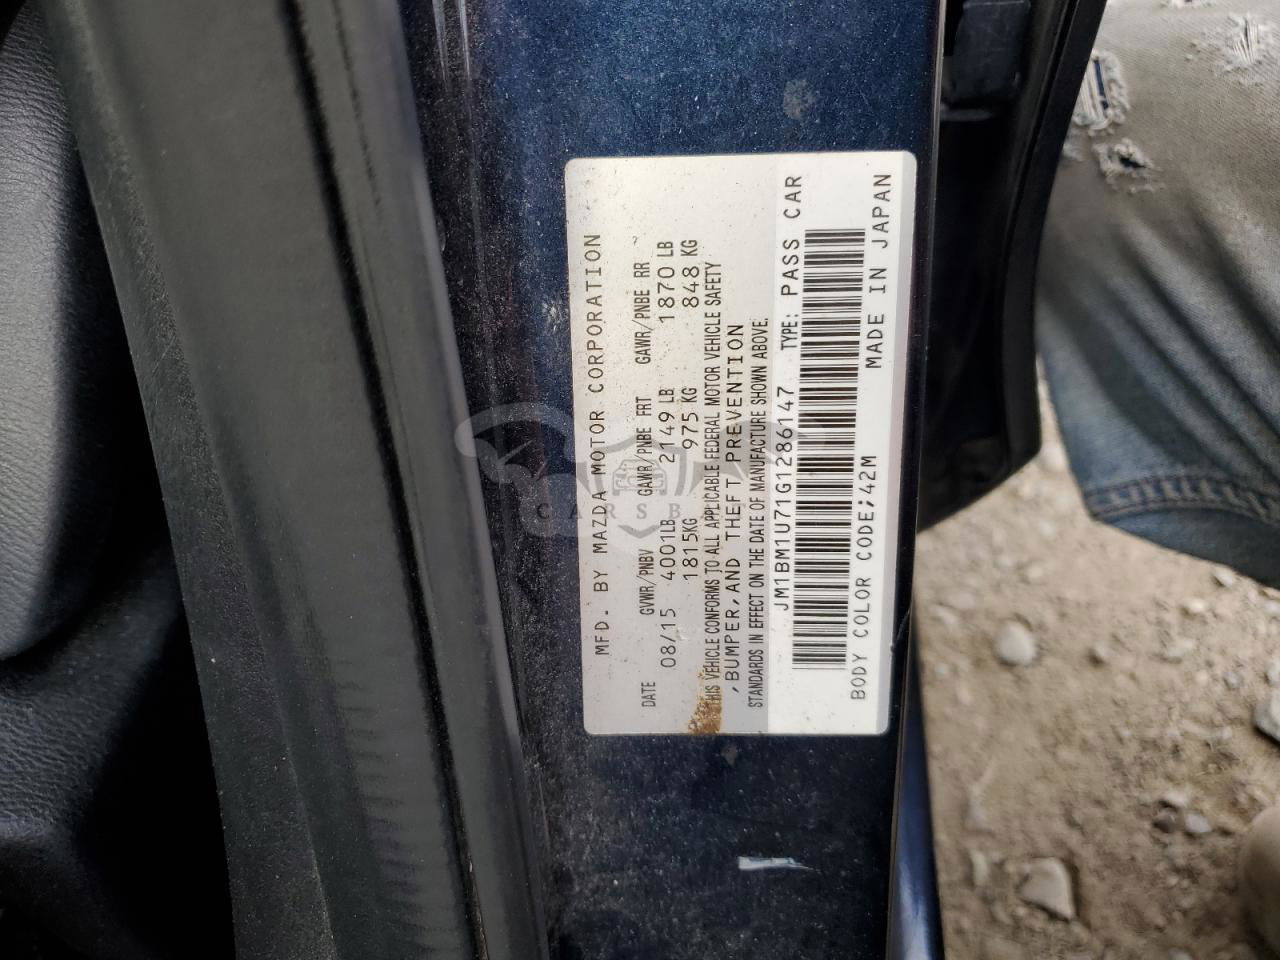 MFD. BY MAZDA MOTOR CORPORATION
DATE GVWR/PNBV GAWR/PNBE FRT GAWR/PNBE RR
08/15 4001LB 2149 LB 1870 LB
1815KG 975 KG 848 KG
THIS VEHICLE CONFORMS TO ALL APPLICABLE FEDERAL MOTOR VEHICLE SAFETY
,BUMPER,AND THEFT PREVENTION
STANDARDS IN EFFECT ON THE DATE OF MANUFACTURE SHOWN ABOVE.
JM1BM1U71G1286147 TYPE: PASS CAR
BODY COLOR CODE;42M MADE IN JAPAN